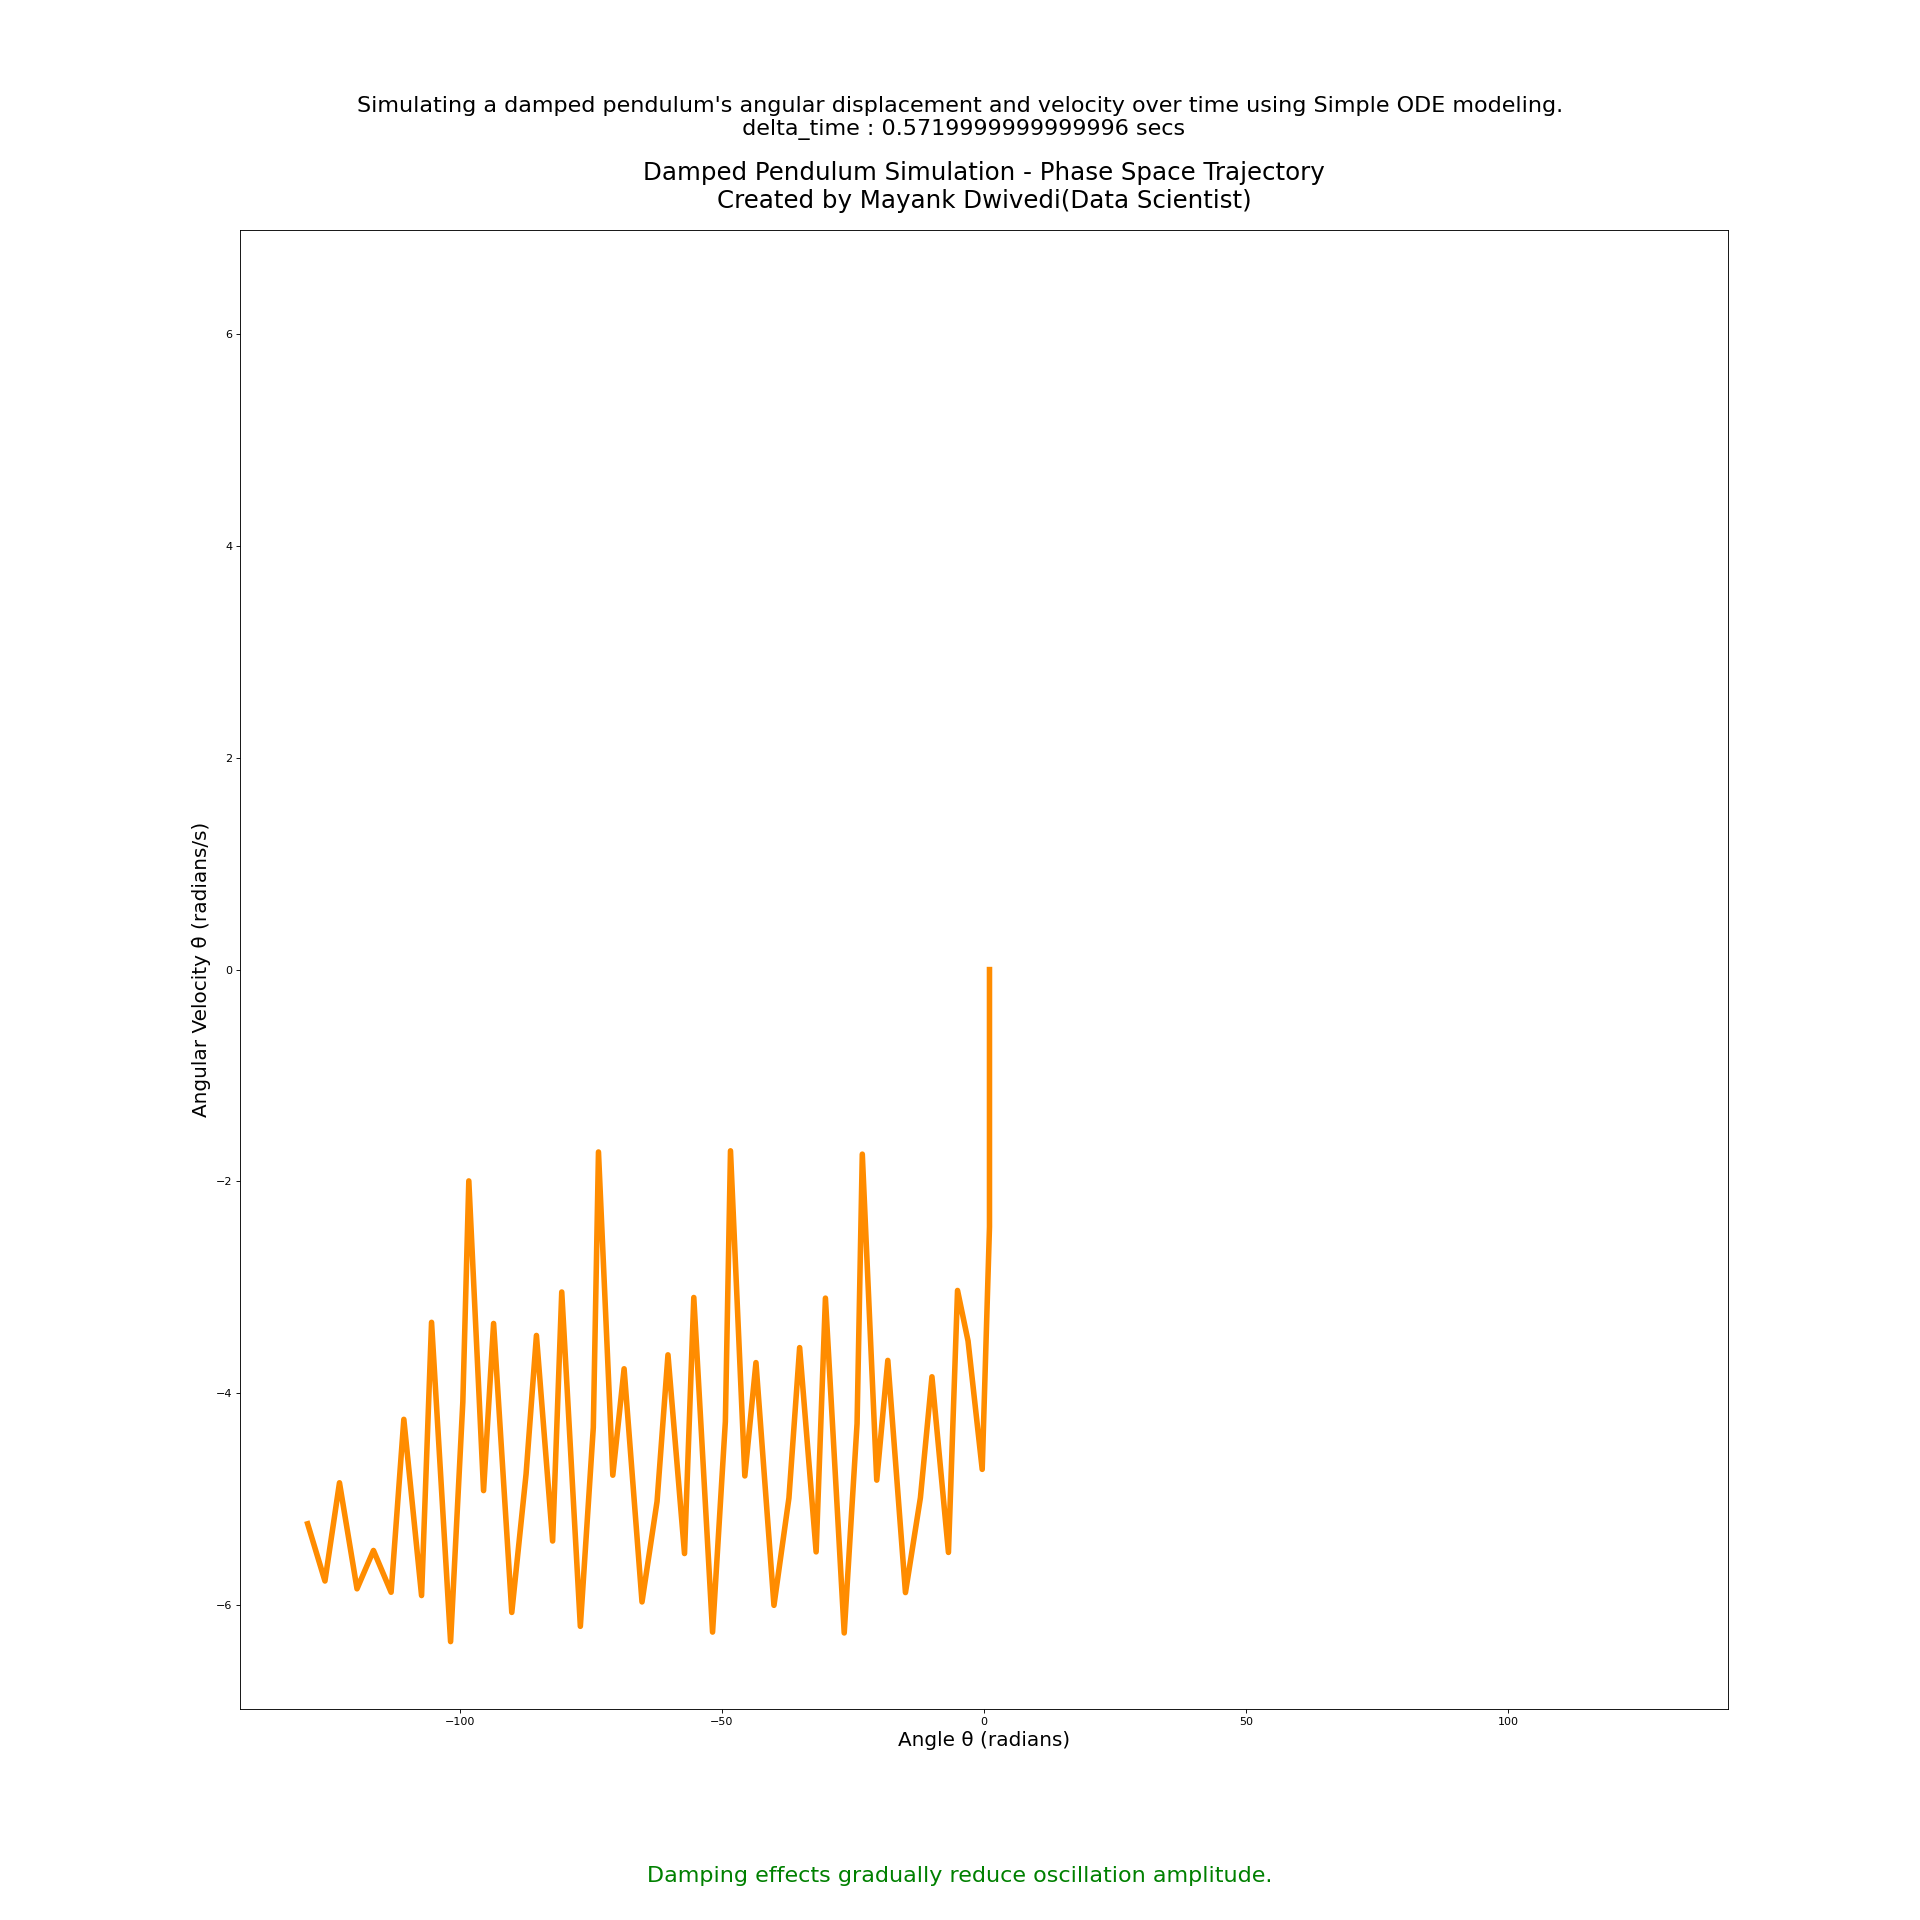 Simulating a damped pendulum's angular displacement and velocity over time using Simple ODE modeling.
delta_time : 0.5719999999999996 secs
Damped Pendulum Simulation - Phase Space Trajectory
Created by Mayank Dwivedi(Data Scientist)
6
4
2
0
−2
−4
−6
Angular Velocity θ̇ (radians/s)
−100
−50
0
50
100
Angle θ (radians)
Damping effects gradually reduce oscillation amplitude.